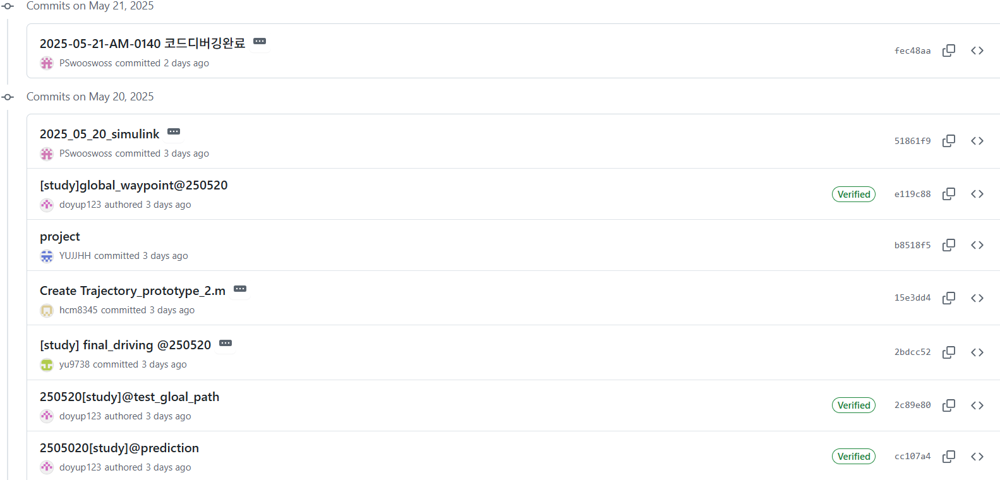 Commits on May 21, 2025
2025-05-21-AM-0140 코드디버깅완료
PSwooswoss committed 2 days ago
fec48aa
Commits on May 20, 2025
2025_05_20_simulink
PSwooswoss committed 3 days ago
51861f9
[study]global_waypoint@250520
doyup123 authored 3 days ago
Verified e119c88
project
YUJJHH committed 3 days ago
b8518f5
Create Trajectory_prototype_2.m
hcm8345 committed 3 days ago
15e3dd4
[study] final_driving @250520
yu9738 committed 3 days ago
2bdcc52
250520[study]@test_gloal_path
doyup123 authored 3 days ago
Verified 2c89e80
2505020[study]@prediction
doyup123 authored 3 days ago
Verified cc107a4